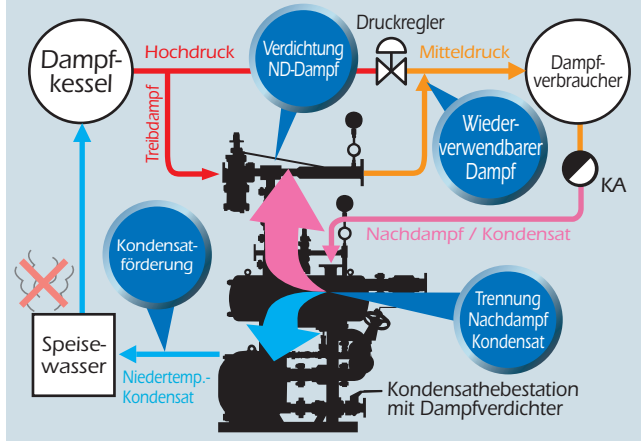 Dampf-
kessel
Hochdruck
Treibdampf
Verdichtung
ND-Dampf
Druckregler
Mitteldruck
Dampf-
verbraucher
Wieder-
verwendbarer
Dampf
KA
Nachdampf / Kondensat
Kondensat-
förderung
Trennung
Nachdampf
Kondensat
Speise-
wasser
Niedertemp.-
Kondensat
Kondensathebestation
mit Dampfverdichter